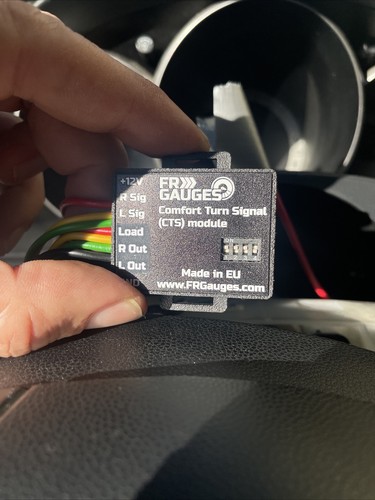 +12V
R Sig
L Sig
Load
R Out
L Out
FR
GAUGES
Comfort Turn Signal
(CTS) module
Made in EU
www.FRGauges.com